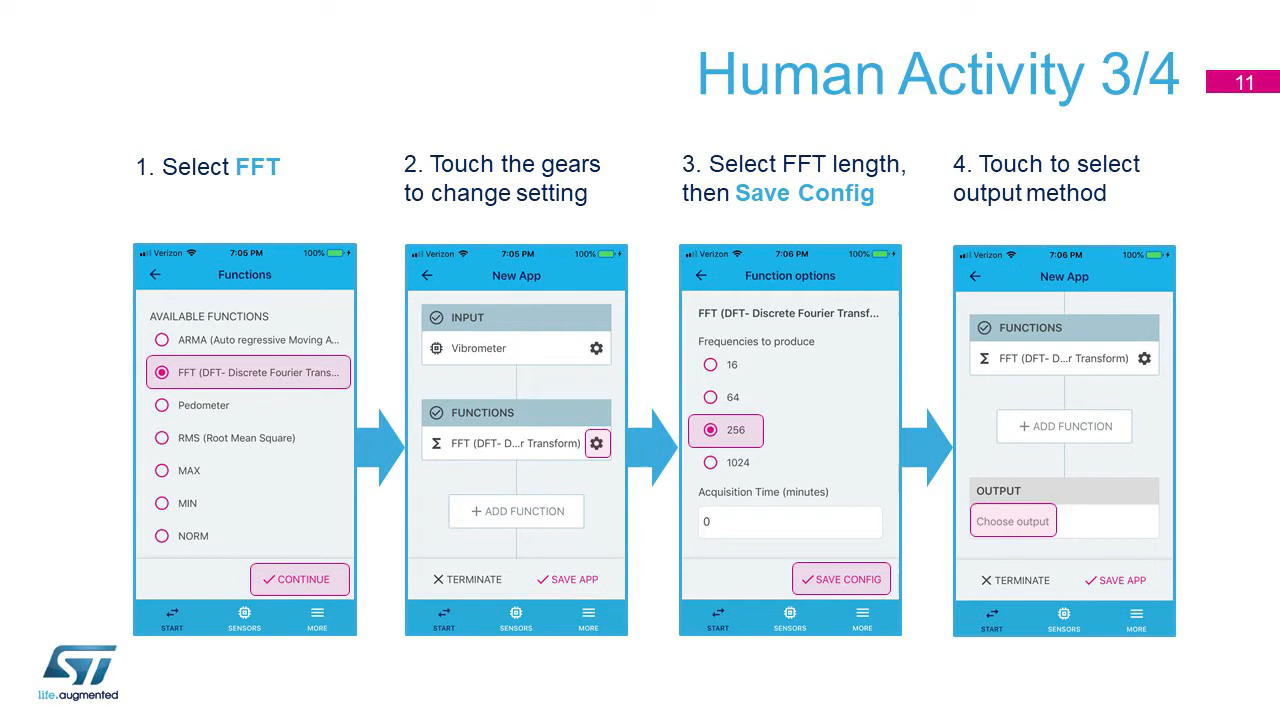 Human Activity 3/4
11
1. Select FFT
2. Touch the gears
to change setting
3. Select FFT length,
then Save Config
4. Touch to select
output method
Verizon 7:05 PM 100%
Functions
AVAILABLE FUNCTIONS
ARMA (Auto regressive Moving A...
FFT (DFT- Discrete Fourier Trans...
Pedometer
RMS (Root Mean Square)
MAX
MIN
NORM
CONTINUE
START SENSORS MORE
Verizon 7:05 PM 100%
New App
INPUT
Vibrometer
FUNCTIONS
Σ FFT (DFT- D...r Transform)
+ ADD FUNCTION
TERMINATE SAVE APP
START SENSORS MORE
Verizon 7:06 PM 100%
Function options
FFT (DFT- Discrete Fourier Transf...
Frequencies to produce
16
64
256
1024
Acquisition Time (minutes)
0
SAVE CONFIG
START SENSORS MORE
Verizon 7:06 PM 100%
New App
FUNCTIONS
Σ FFT (DFT- D...r Transform)
+ ADD FUNCTION
OUTPUT
Choose output
TERMINATE SAVE APP
START SENSORS MORE
ST
life.augmented